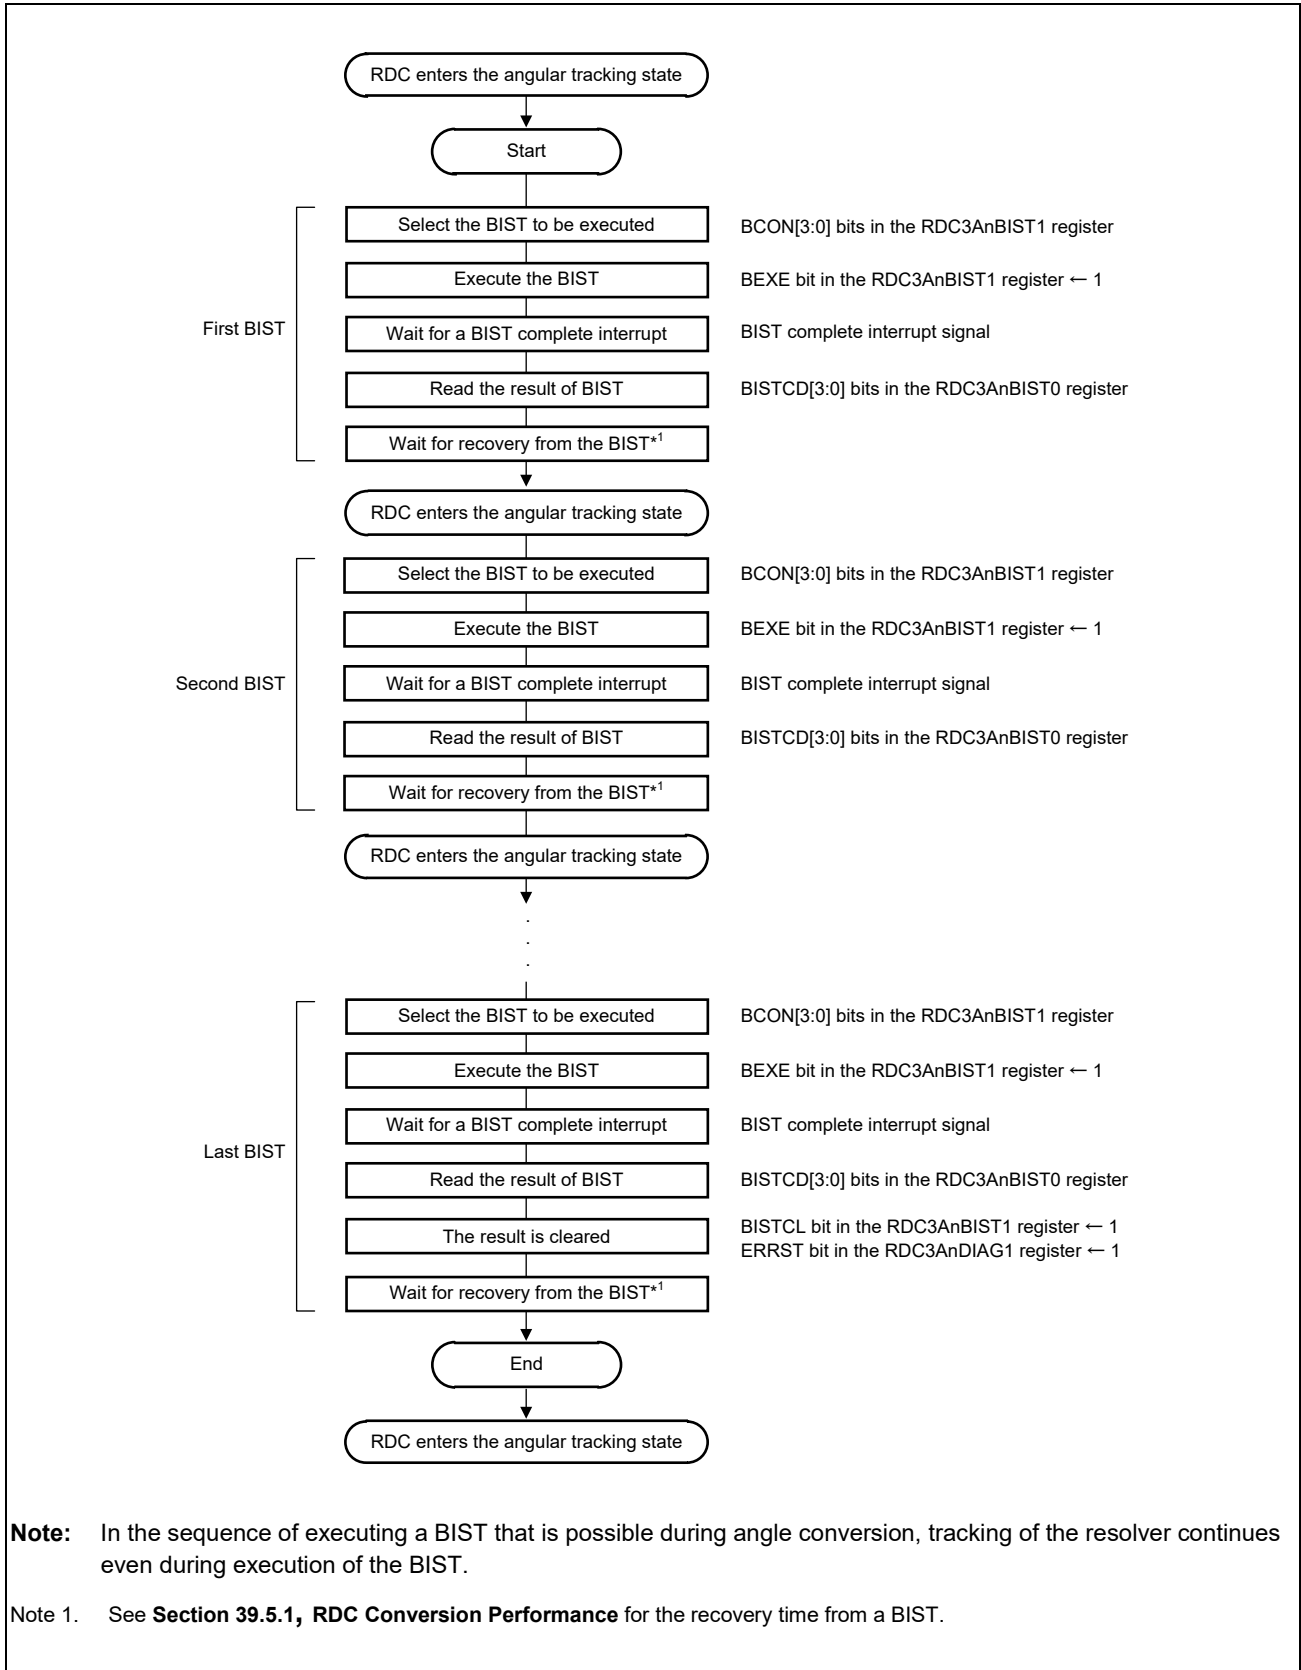 RDC enters the angular tracking state
Start
First BIST
Select the BIST to be executed
BCON[3:0] bits in the RDC3AnBIST1 register
Execute the BIST
BEXE bit in the RDC3AnBIST1 register ← 1
Wait for a BIST complete interrupt
BIST complete interrupt signal
Read the result of BIST
BISTCD[3:0] bits in the RDC3AnBIST0 register
Wait for recovery from the BIST*1
RDC enters the angular tracking state
Second BIST
Select the BIST to be executed
BCON[3:0] bits in the RDC3AnBIST1 register
Execute the BIST
BEXE bit in the RDC3AnBIST1 register ← 1
Wait for a BIST complete interrupt
BIST complete interrupt signal
Read the result of BIST
BISTCD[3:0] bits in the RDC3AnBIST0 register
Wait for recovery from the BIST*1
RDC enters the angular tracking state
.
.
.
Last BIST
Select the BIST to be executed
BCON[3:0] bits in the RDC3AnBIST1 register
Execute the BIST
BEXE bit in the RDC3AnBIST1 register ← 1
Wait for a BIST complete interrupt
BIST complete interrupt signal
Read the result of BIST
BISTCD[3:0] bits in the RDC3AnBIST0 register
The result is cleared
BISTCL bit in the RDC3AnBIST1 register ← 1
ERRST bit in the RDC3AnDIAG1 register ← 1
Wait for recovery from the BIST*1
End
RDC enters the angular tracking state
Note: In the sequence of executing a BIST that is possible during angle conversion, tracking of the resolver continues
even during execution of the BIST.
Note 1. See Section 39.5.1, RDC Conversion Performance for the recovery time from a BIST.